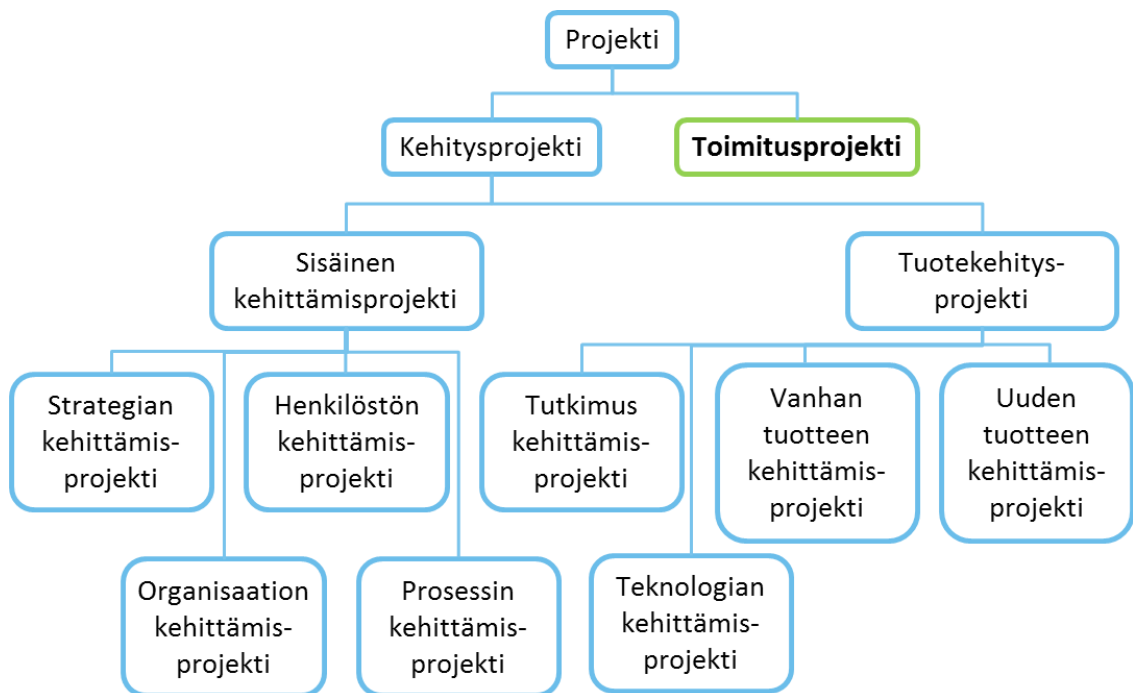 Projekti
Kehitysprojekti
Toimitusprojekti
Sisäinen
kehittämisprojekti
Tuotekehitys-
projekti
Strategian
kehittämis-
projekti
Henkilöstön
kehittämis-
projekti
Tutkimus
kehittämis-
projekti
Vanhan
tuotteen
kehittämis-
projekti
Uuden
tuotteen
kehittämis-
projekti
Organisaation
kehittämis-
projekti
Prosessin
kehittämis-
projekti
Teknologian
kehittämis-
projekti